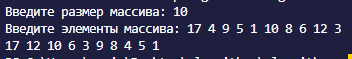 Введите размер массива: 10
Введите элементы массива: 17 4 9 5 1 10 8 6 12 3
17 12 10 6 3 9 8 4 5 1